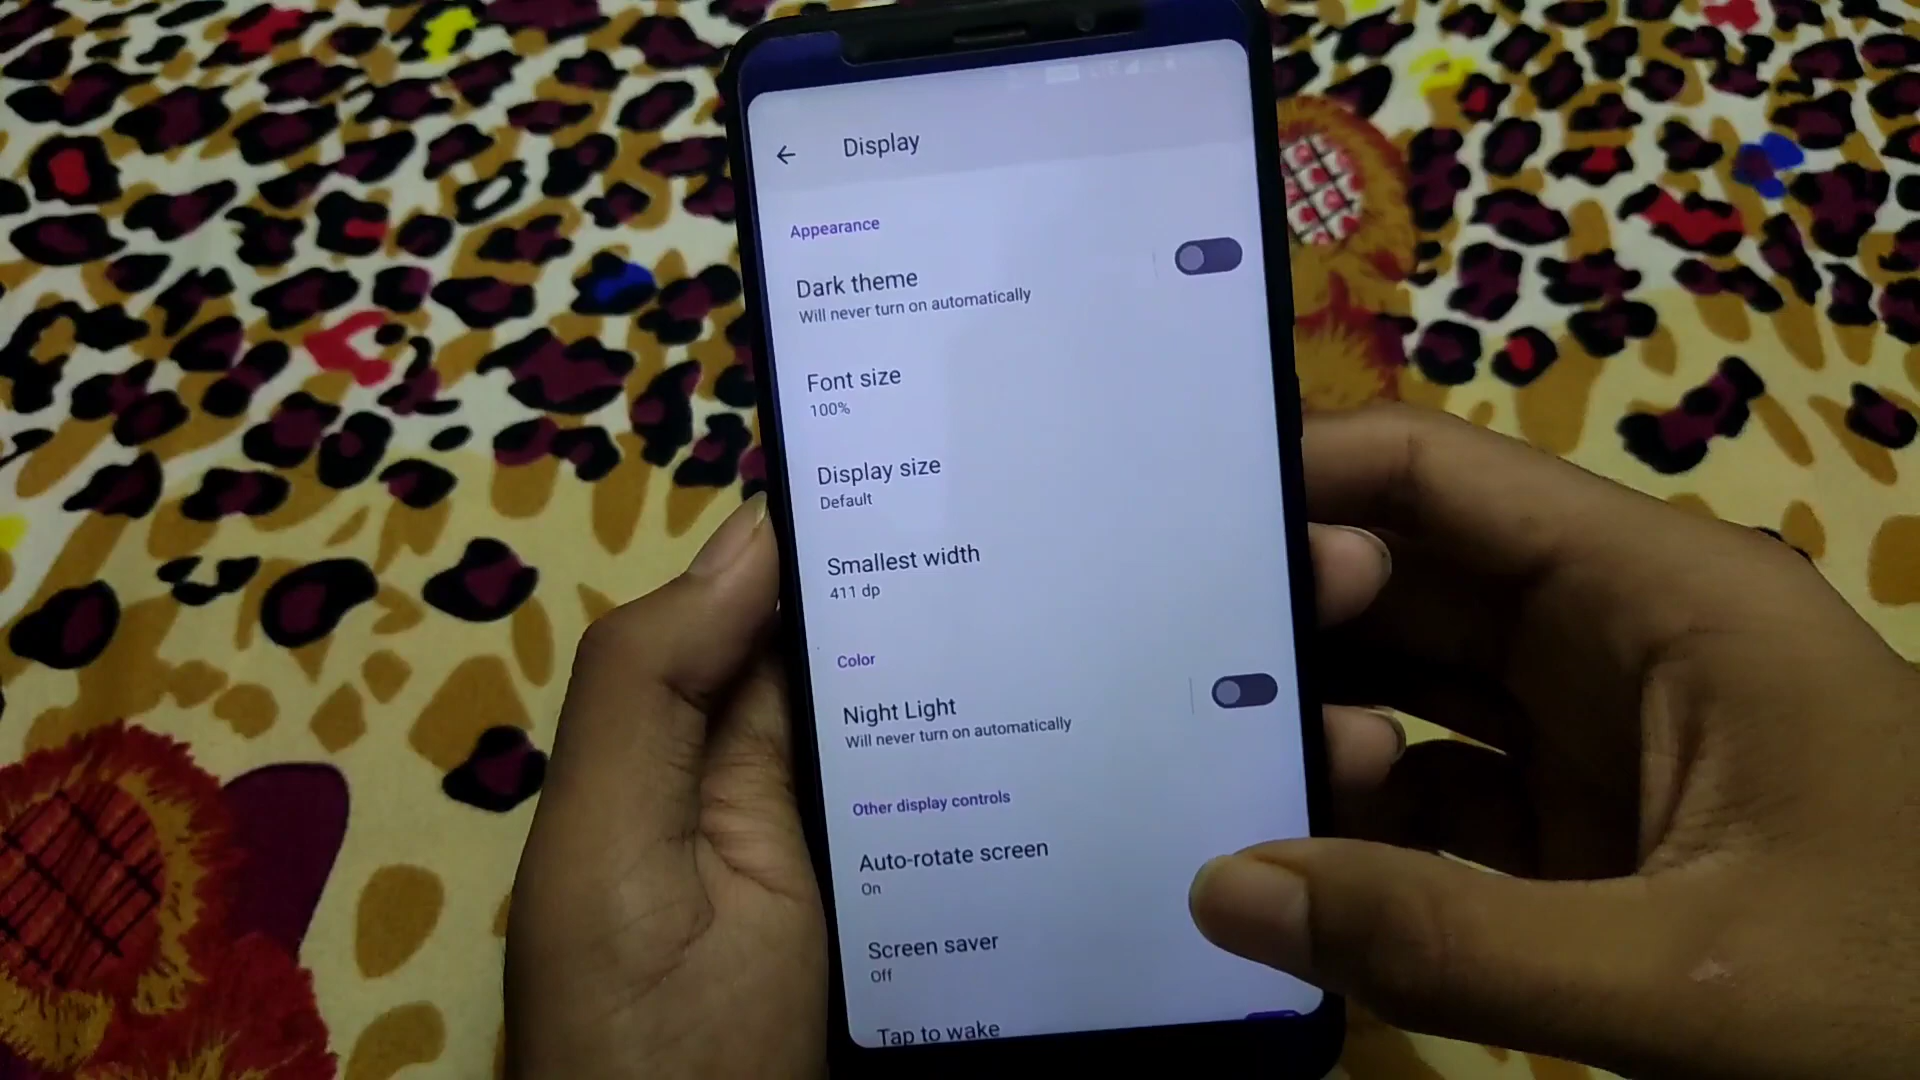 Display
Appearance
Dark theme
Will never turn on automatically
Font size
100%
Display size
Default
Smallest width
411 dp
Color
Night Light
Will never turn on automatically
Other display controls
Auto-rotate screen
On
Screen saver
Off
Tap to wake